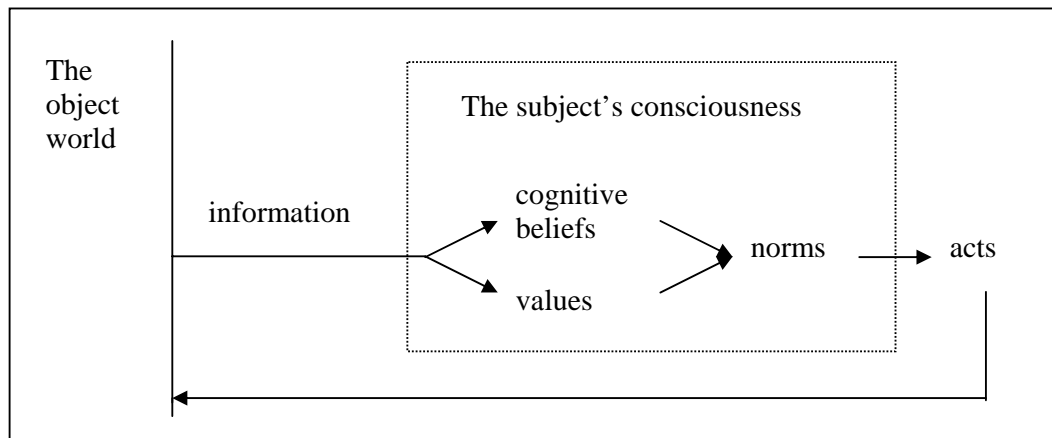 The
object
world
The subject’s consciousness
information
cognitive
beliefs
values
norms
acts